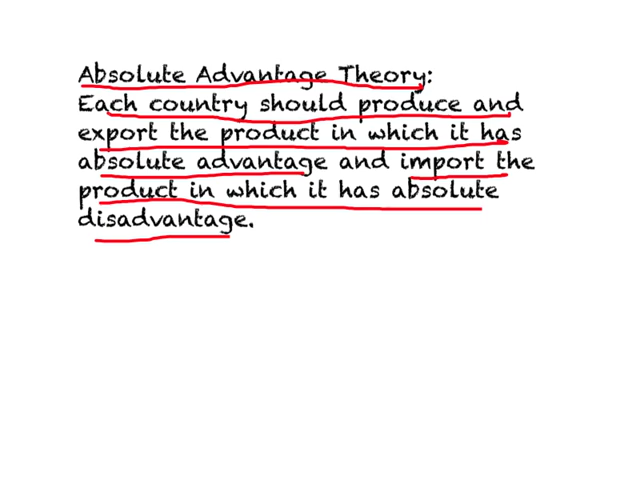 Absolute Advantage Theory:
Each country should produce and
export the product in which it has
absolute advantage and import the
product in which it has absolute
disadvantage.